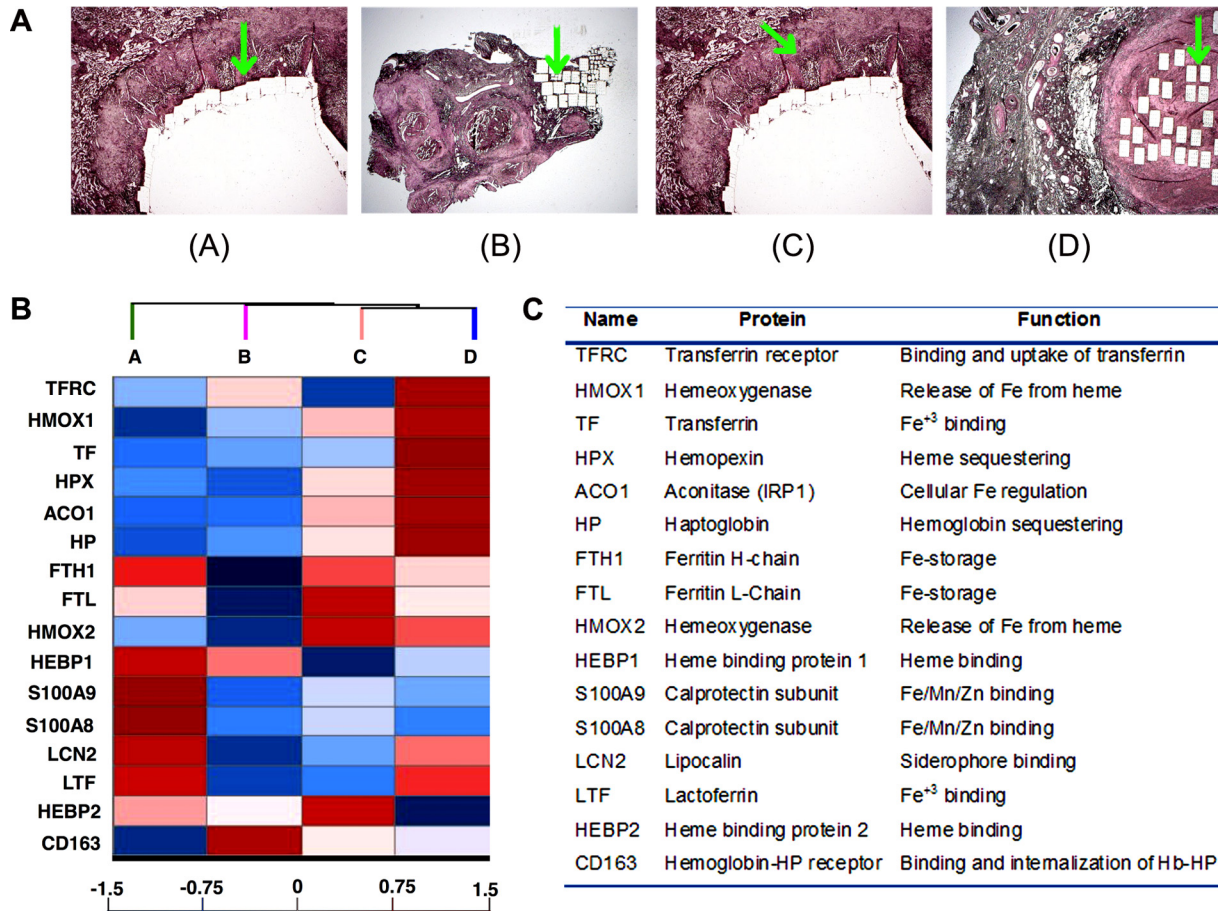 A
(A) (B) (C) (D)
B
A B C D
TFRC
HMOX1
TF
HPX
ACO1
HP
FTH1
FTL
HMOX2
HEBP1
S100A9
S100A8
LCN2
LTF
HEBP2
CD163
-1.5 -0.75 0 0.75 1.5
C
Name Protein Function
TFRC Transferrin receptor Binding and uptake of transferrin
HMOX1 Hemeoxygenase Release of Fe from heme
TF Transferrin Fe⁺³ binding
HPX Hemopexin Heme sequestering
ACO1 Aconitase (IRP1) Cellular Fe regulation
HP Haptoglobin Hemoglobin sequestering
FTH1 Ferritin H-chain Fe-storage
FTL Ferritin L-Chain Fe-storage
HMOX2 Hemeoxygenase Release of Fe from heme
HEBP1 Heme binding protein 1 Heme binding
S100A9 Calprotectin subunit Fe/Mn/Zn binding
S100A8 Calprotectin subunit Fe/Mn/Zn binding
LCN2 Lipocalin Siderophore binding
LTF Lactoferrin Fe⁺³ binding
HEBP2 Heme binding protein 2 Heme binding
CD163 Hemoglobin-HP receptor Binding and internalization of Hb-HP